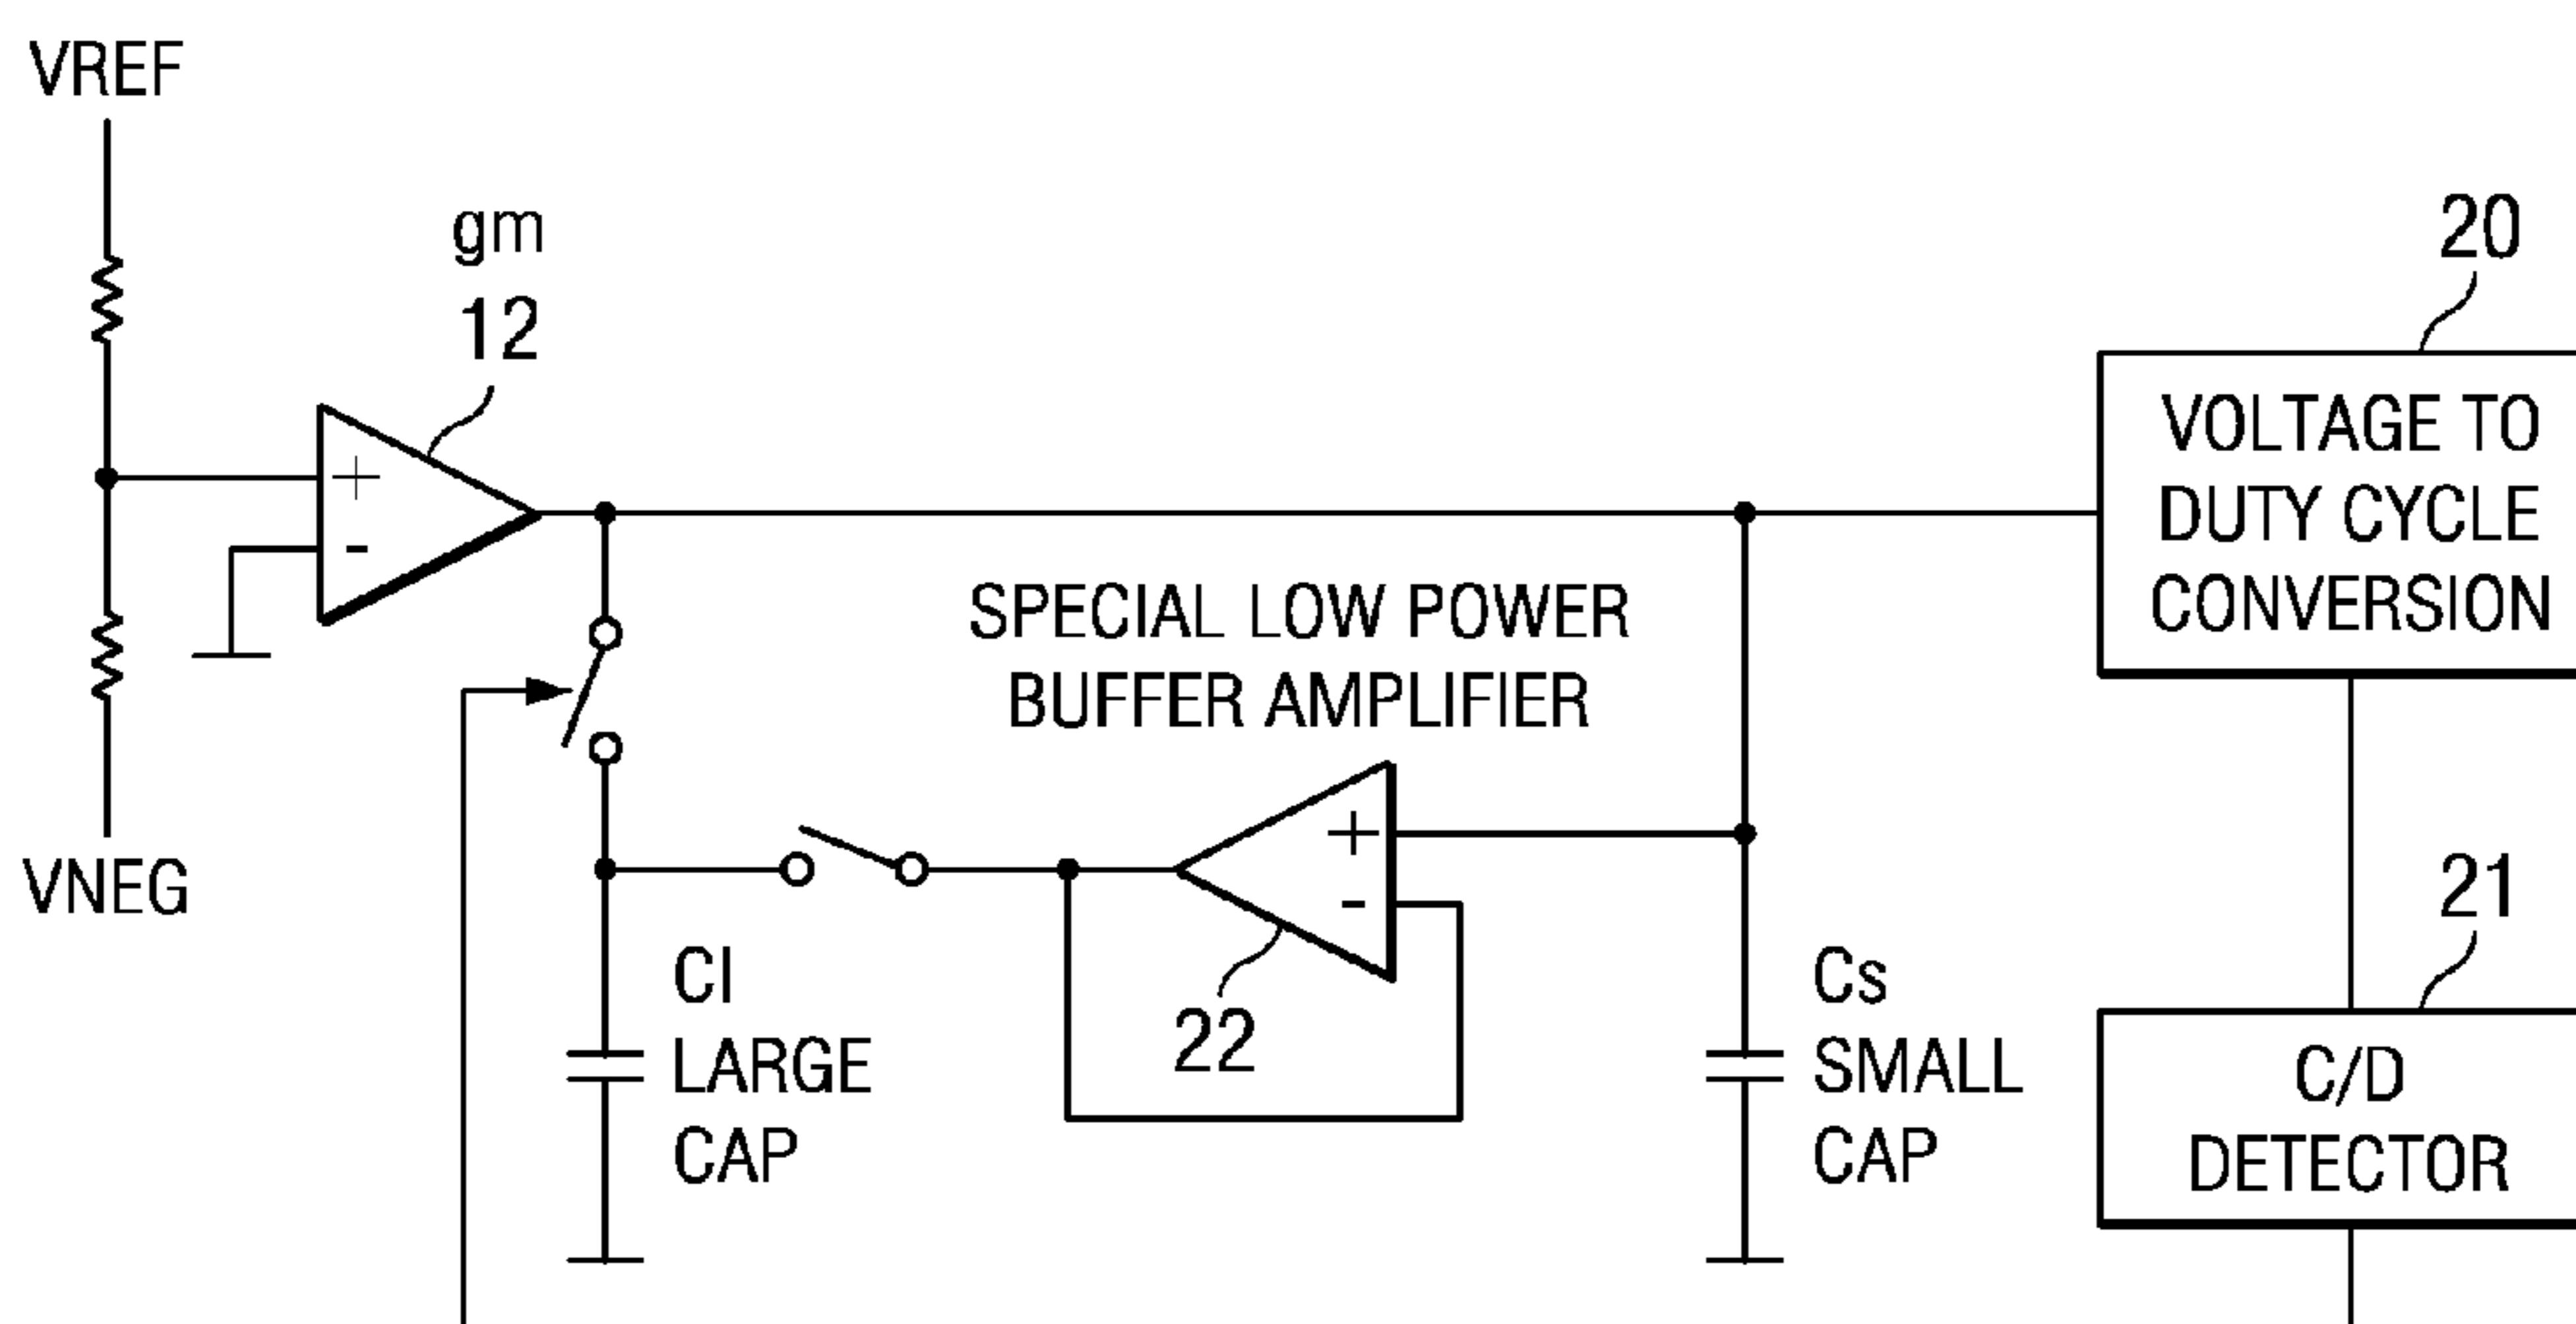 VREF
gm
12
+
-
VNEG
SPECIAL LOW POWER
BUFFER AMPLIFIER
+
-
22
Cl
LARGE
CAP
Cs
SMALL
CAP
20
VOLTAGE TO
DUTY CYCLE
CONVERSION
21
C/D
DETECTOR